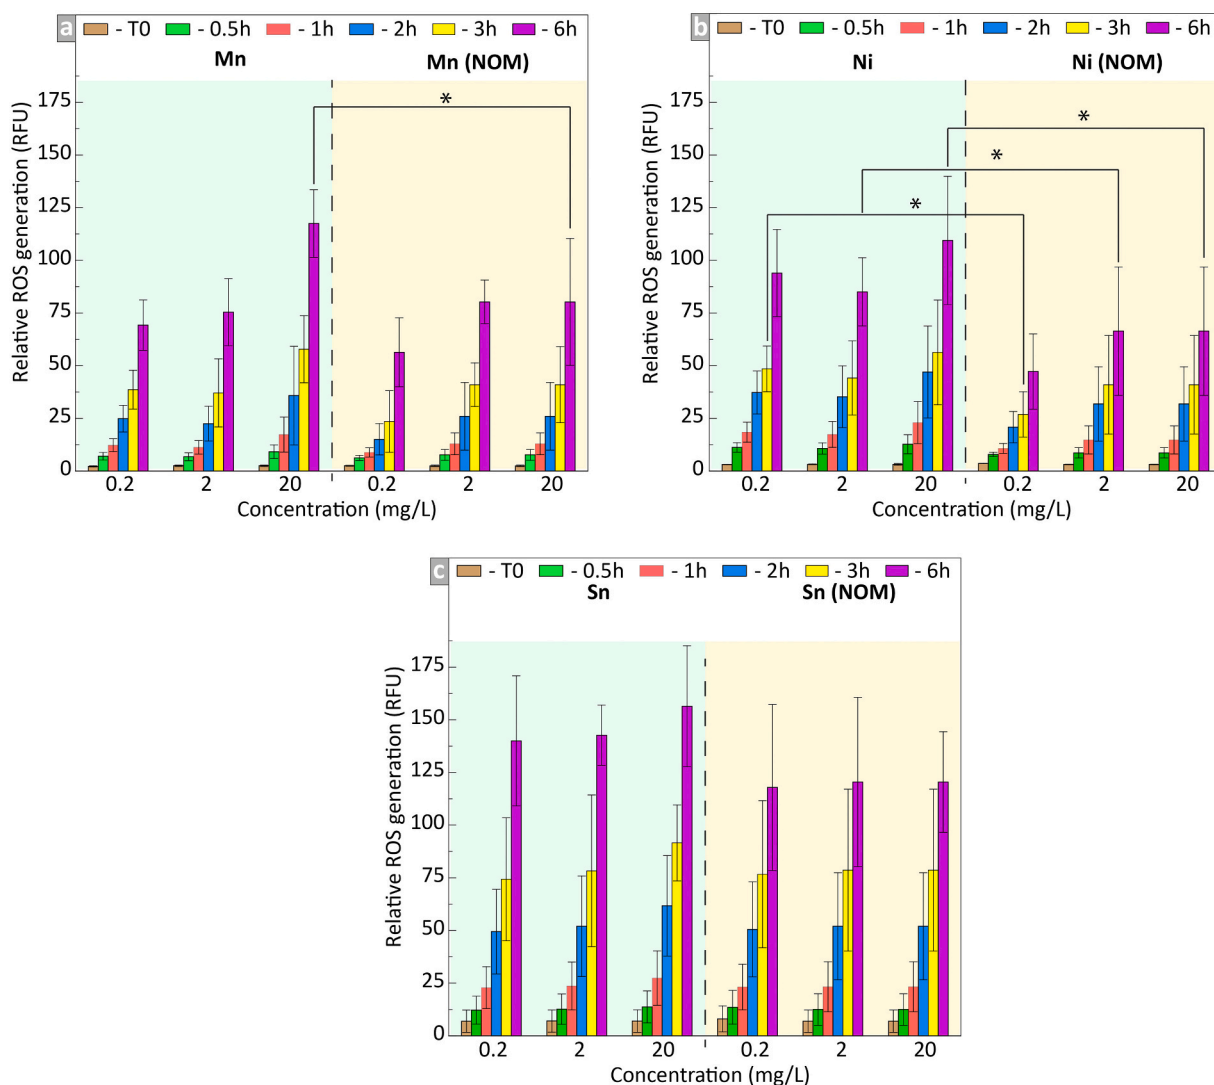 a - T0 - 0.5h - 1h - 2h - 3h - 6h
Mn Mn (NOM)
Relative ROS generation (RFU)
175
150
125
100
75
50
25
0
*
0.2 2 20 0.2 2 20
Concentration (mg/L)
b - T0 - 0.5h - 1h - 2h - 3h - 6h
Ni Ni (NOM)
Relative ROS generation (RFU)
175
150
125
100
75
50
25
0
*
*
*
0.2 2 20 0.2 2 20
Concentration (mg/L)
c - T0 - 0.5h - 1h - 2h - 3h - 6h
Sn Sn (NOM)
Relative ROS generation (RFU)
175
150
125
100
75
50
25
0
0.2 2 20 0.2 2 20
Concentration (mg/L)